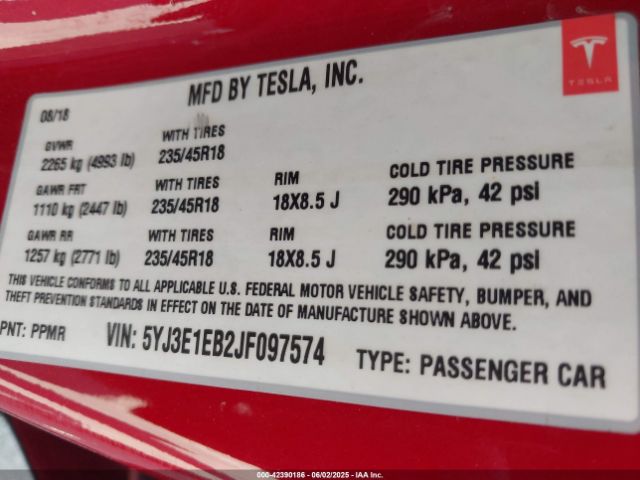 MFD BY TESLA, INC.
TESLA
08/18
GVWR
2265 kg (4993 lb)
WITH TIRES
235/45R18
GAWR FRT
1110 kg (2447 lb)
WITH TIRES
235/45R18
RIM
18X8.5 J
COLD TIRE PRESSURE
290 kPa, 42 psi
GAWR RR
1257 kg (2771 lb)
WITH TIRES
235/45R18
RIM
18X8.5 J
COLD TIRE PRESSURE
290 kPa, 42 psi
THIS VEHICLE CONFORMS TO ALL APPLICABLE U.S. FEDERAL MOTOR VEHICLE SAFETY, BUMPER, AND
THEFT PREVENTION STANDARDS IN EFFECT ON THE DATE OF MANUFACTURE SHOWN ABOVE.
PNT: PPMR VIN: 5YJ3E1EB2JF097574 TYPE: PASSENGER CAR
000-42390186 - 06/02/2025 - IAA Inc.